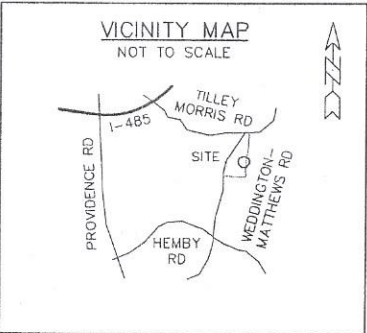 VICINITY MAP
NOT TO SCALE
N
TILLEY
MORRIS RD
I-485
SITE
PROVIDENCE RD
WEDDINGTON-
MATTHEWS RD
HEMBY
RD